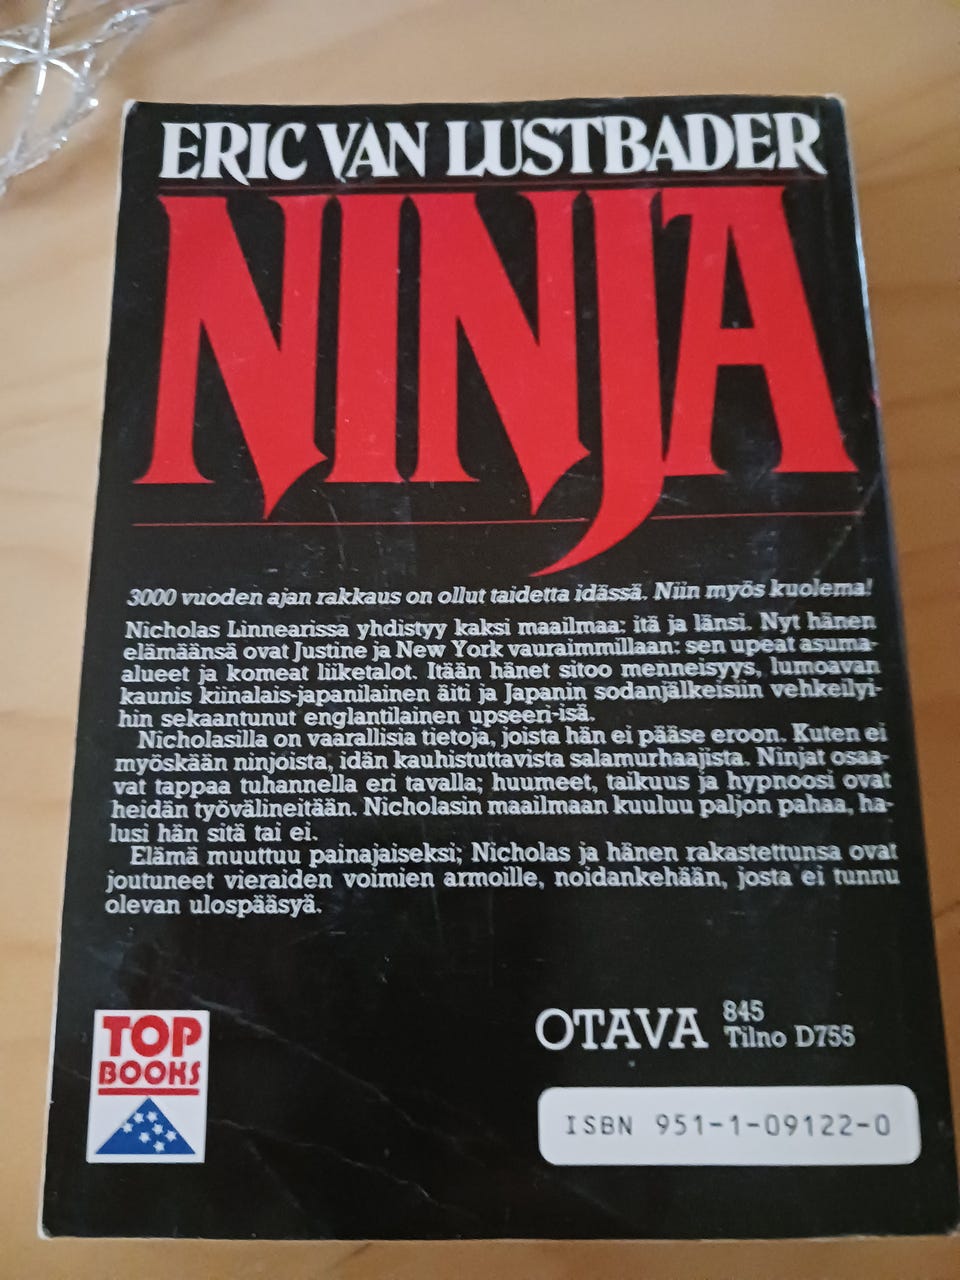 ERIC VAN LUSTBADER
NINJA
3000 vuoden ajan rakkaus on ollut taidetta idässä. Niin myös kuolema!
Nicholas Linnearissa yhdistyy kaksi maailmaa: itä ja länsi. Nyt hänen
elämäänsä ovat Justine ja New York vauraimmillaan: sen upeat asuma-
alueet ja komeat liiketalot. Itään hänet sitoo menneisyys, lumoavan
kaunis kiinalais-japanilainen äiti ja Japanin sodanjälkeisiin vehkeilyi-
hin sekaantunut englantilainen upseeri-isä.
Nicholasilla on vaarallisia tietoja, joista hän ei pääse eroon. Kuten ei
myöskään ninjoista, idän kauhistuttavista salamurhaajista. Ninjat osaa-
vat tappaa tuhannella eri tavalla; huumeet, taikuus ja hypnoosi ovat
heidän työvälineitään. Nicholasin maailmaan kuuluu paljon pahaa, ha-
lusi hän sitä tai ei.
Elämä muuttuu painajaiseksi; Nicholas ja hänen rakastettunsa ovat
joutuneet vieraiden voimien armoille, noidankehään, josta ei tunnu
olevan ulospääsyä.
TOP
BOOKS
OTAVA
845
Tilno D755
ISBN 951-1-09122-0